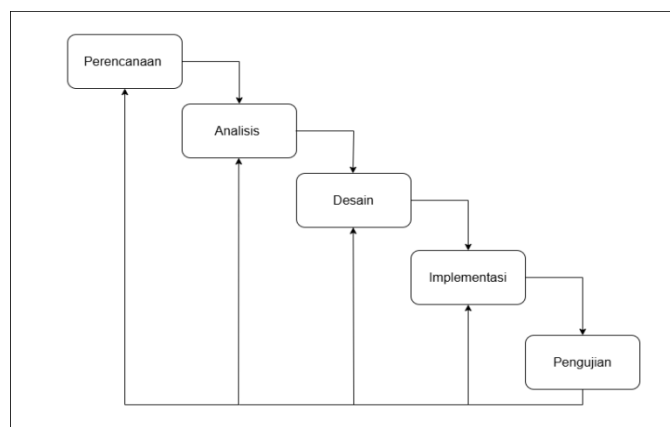 Perencanaan
Analisis
Desain
Implementasi
Pengujian